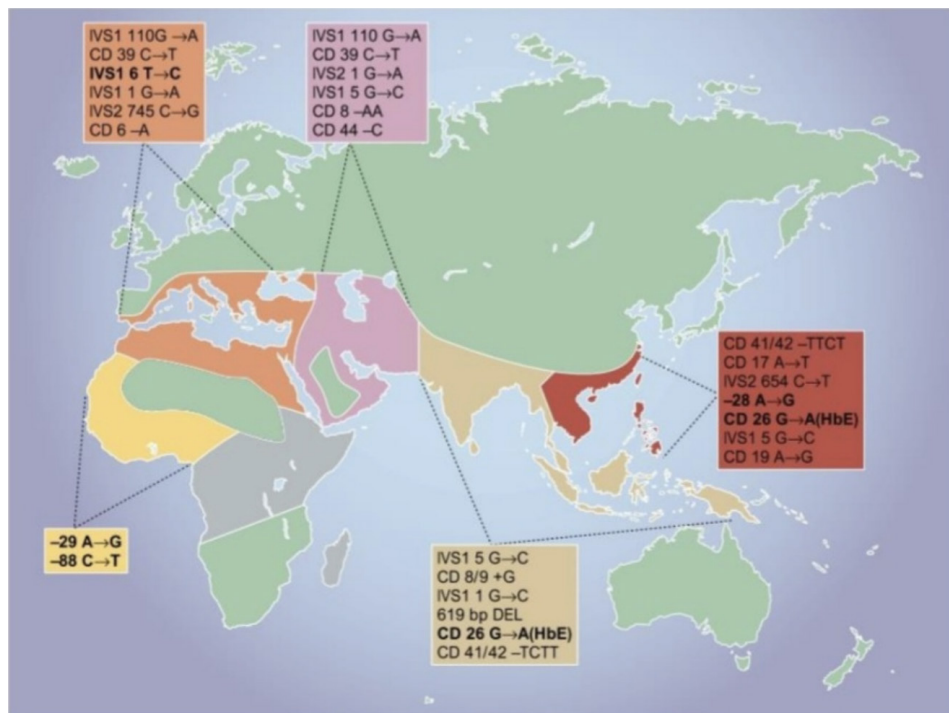 IVS1 110G →A
CD 39 C→T
IVS1 6 T→C
IVS1 1 G→A
IVS2 745 C→G
CD 6 –A
IVS1 110 G→A
CD 39 C→T
IVS2 1 G→A
IVS1 5 G→C
CD 8 –AA
CD 44 –C
CD 41/42 –TTCT
CD 17 A→T
IVS2 654 C→T
–28 A→G
CD 26 G→A(HbE)
IVS1 5 G→C
CD 19 A→G
–29 A→G
–88 C→T
IVS1 5 G→C
CD 8/9 +G
IVS1 1 G→C
619 bp DEL
CD 26 G→A(HbE)
CD 41/42 –TCTT